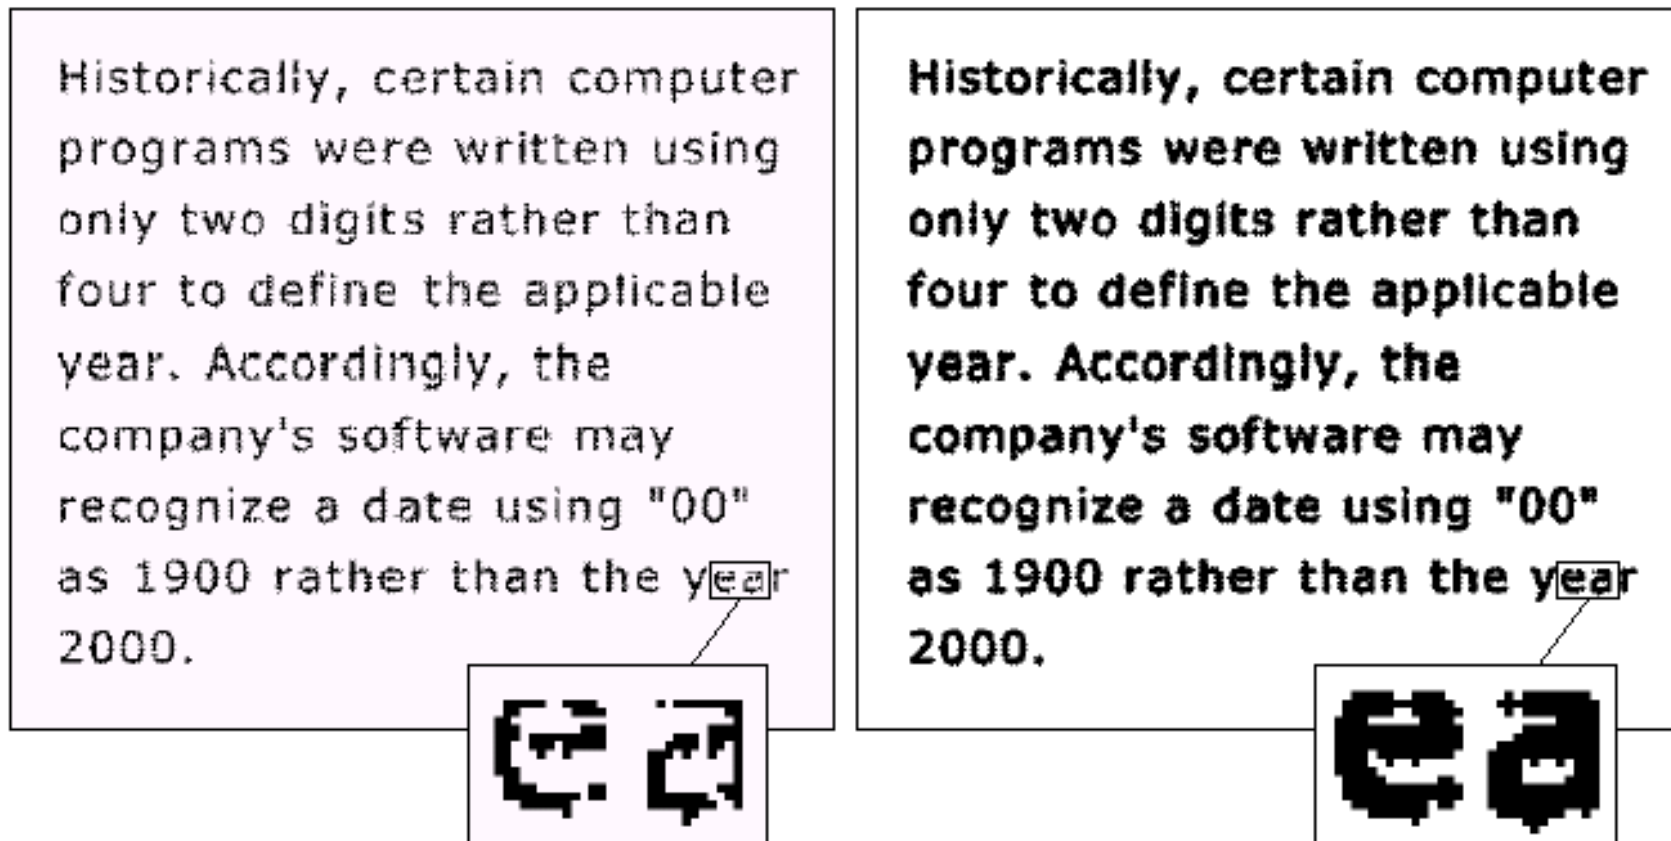 Historically, certain computer
programs were written using
only two digits rather than
four to define the applicable
year. Accordingly, the
company's software may
recognize a date using "00"
as 1900 rather than the year
2000.
ea
Historically, certain computer
programs were written using
only two digits rather than
four to define the applicable
year. Accordingly, the
company's software may
recognize a date using "00"
as 1900 rather than the year
2000.
ea